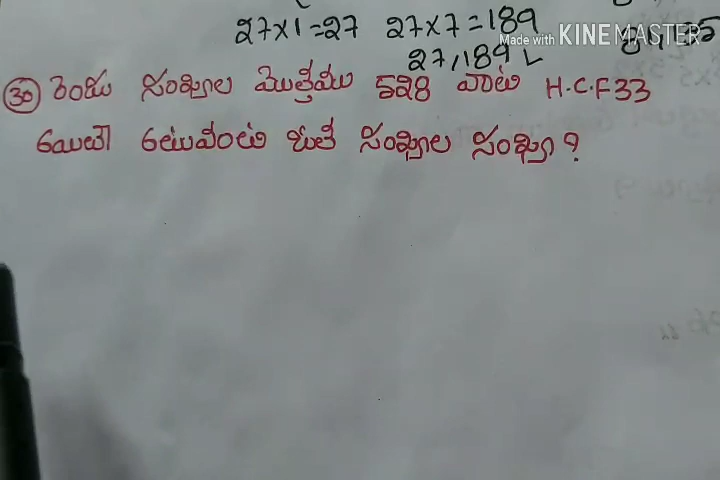 27×1=27 27×7=189
Made with KINEMASTER
27,189
30 రెండు సంఖ్యల మొత్తము 528 వాటి H.C.F 33
అయితే అటువంటి జతల సంఖ్యల సంఖ్య?